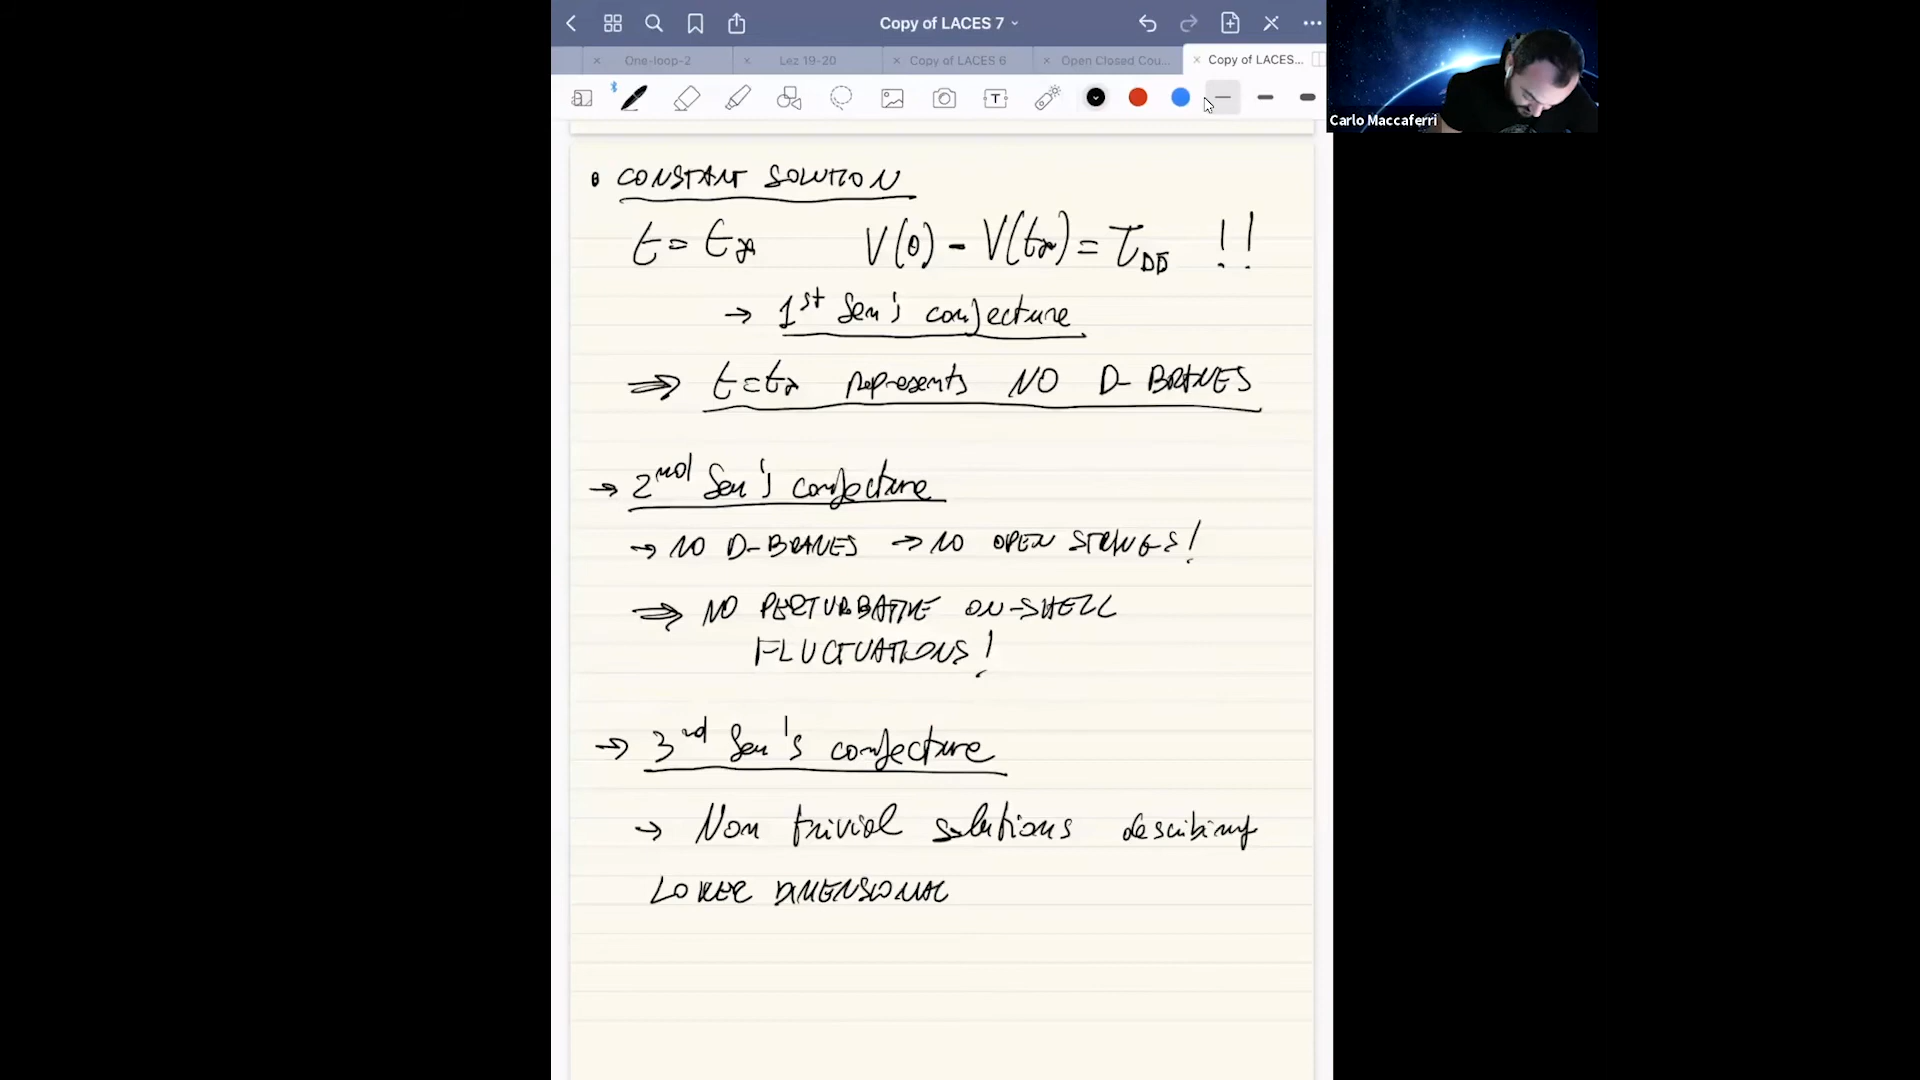 Copy of LACES 7
One-loop-2
Lez 19-20
Copy of LACES 6
Open Closed Cou...
Copy of LACES...
Carlo Maccaferri
• CONSTANT SOLUTION
t = t* V(0) - V(t*) = τ_DD̄ !!
→ 1st Sen's conjecture
⇒ t=t* represents NO D-BRANES
→ 2nd Sen's conjecture
→ NO D-BRANES → NO OPEN STRINGS!
⇒ NO PERTURBATIVE ON-SHELL
FLUCTUATIONS!
→ 3rd Sen's conjecture
→ Non trivial solutions describing
LOWER DIMENSIONAL